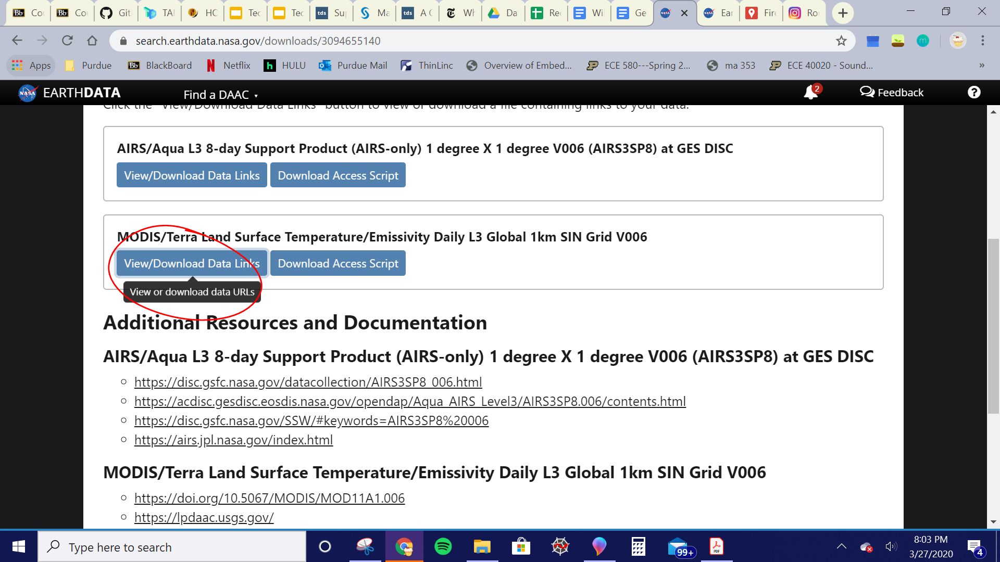 Co
Co
Git
TAI
HC
Tec
Tec
tds
Su
Ma
tds
A C
Wh
Da
Rec
Wi
Ge
Ear
Fire
Ro
search.earthdata.nasa.gov/downloads/3094655140
Apps
Purdue
Bb
BlackBoard
Netflix
HULU
Purdue Mail
ThinLinc
Overview of Embed...
ECE 580---Spring 2...
ma 353
ECE 40020 - Sound...
»
NASA
EARTHDATA
Find a DAAC
2
Feedback
?
Click the "View/Download Data Links" button to view or download a file containing links to your data.
AIRS/Aqua L3 8-day Support Product (AIRS-only) 1 degree X 1 degree V006 (AIRS3SP8) at GES DISC
View/Download Data Links
Download Access Script
MODIS/Terra Land Surface Temperature/Emissivity Daily L3 Global 1km SIN Grid V006
View/Download Data Links
Download Access Script
View or download data URLs
Additional Resources and Documentation
AIRS/Aqua L3 8-day Support Product (AIRS-only) 1 degree X 1 degree V006 (AIRS3SP8) at GES DISC
https://disc.gsfc.nasa.gov/datacollection/AIRS3SP8_006.html
https://acdisc.gesdisc.eosdis.nasa.gov/opendap/Aqua_AIRS_Level3/AIRS3SP8.006/contents.html
https://disc.gsfc.nasa.gov/SSW/#keywords=AIRS3SP8%20006
https://airs.jpl.nasa.gov/index.html
MODIS/Terra Land Surface Temperature/Emissivity Daily L3 Global 1km SIN Grid V006
https://doi.org/10.5067/MODIS/MOD11A1.006
https://lpdaac.usgs.gov/
Type here to search
99+
PDF
8:03 PM
3/27/2020
4